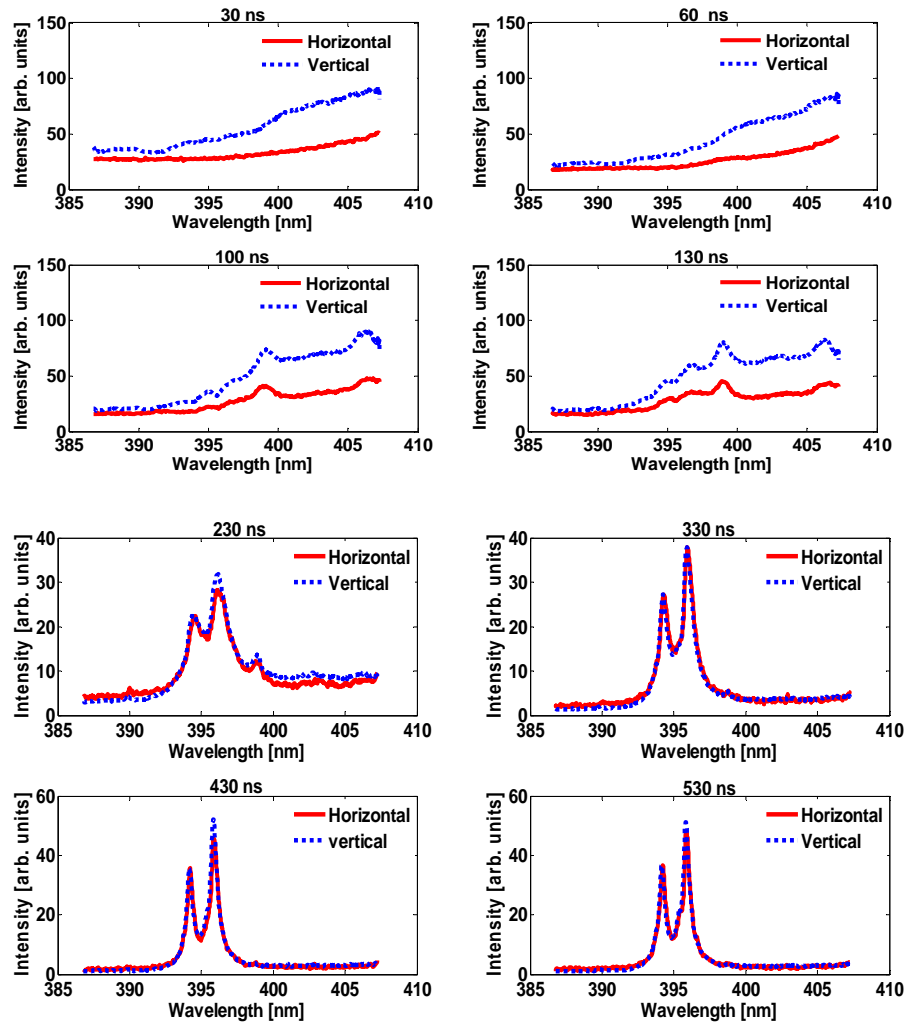 30 ns
Intensity [arb. units]
150
100
50
0
Horizontal
Vertical
385 390 395 400 405 410
Wavelength [nm]
60 ns
Intensity [arb. units]
150
100
50
0
Horizontal
Vertical
385 390 395 400 405 410
Wavelength [nm]
100 ns
Intensity [arb. units]
150
100
50
0
Horizontal
Vertical
385 390 395 400 405 410
Wavelength [nm]
130 ns
Intensity [arb. units]
150
100
50
0
Horizontal
Vertical
385 390 395 400 405 410
Wavelength [nm]
230 ns
Intensity [arb. units]
40
30
20
10
0
Horizontal
Vertical
385 390 395 400 405 410
Wavelength [nm]
330 ns
Intensity [arb. units]
40
30
20
10
0
Horizontal
Vertical
385 390 395 400 405 410
Wavelength [nm]
430 ns
Intensity [arb. units]
60
40
20
0
Horizontal
vertical
385 390 395 400 405 410
Wavelength [nm]
530 ns
Intensity [arb. units]
60
40
20
0
Horizontal
Vertical
385 390 395 400 405 410
Wavelength [nm]